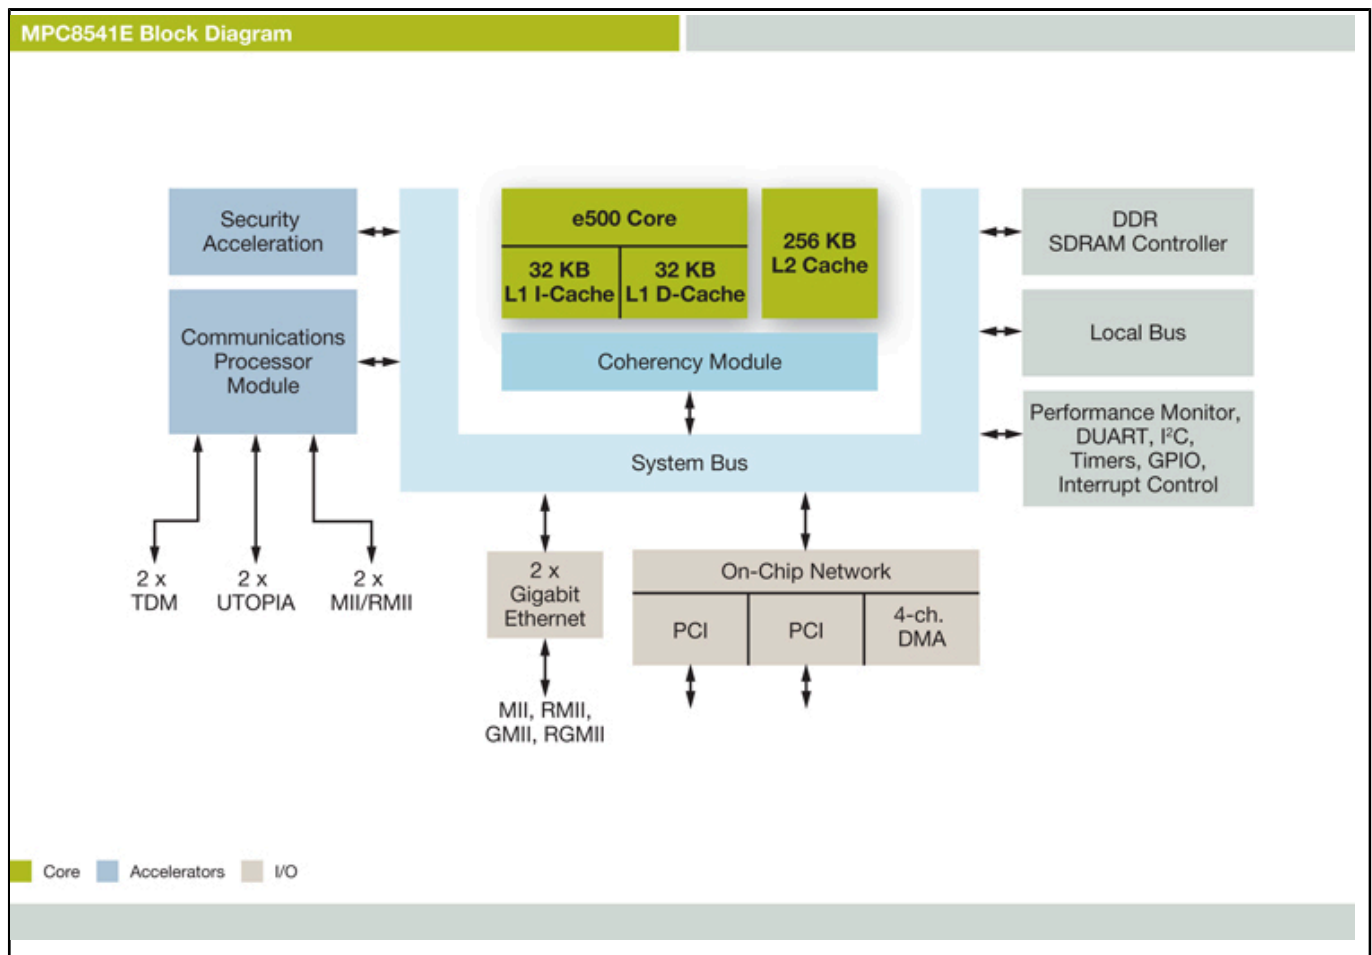 MPC8541E Block Diagram
Security
Acceleration
Communications
Processor
Module
2 x
TDM
2 x
UTOPIA
2 x
MII/RMII
e500 Core
32 KB
L1 I-Cache
32 KB
L1 D-Cache
256 KB
L2 Cache
Coherency Module
System Bus
DDR
SDRAM Controller
Local Bus
Performance Monitor,
DUART, I²C,
Timers, GPIO,
Interrupt Control
2 x
Gigabit
Ethernet
MII, RMII,
GMII, RGMII
On-Chip Network
PCI
PCI
4-ch.
DMA
Core
Accelerators
I/O